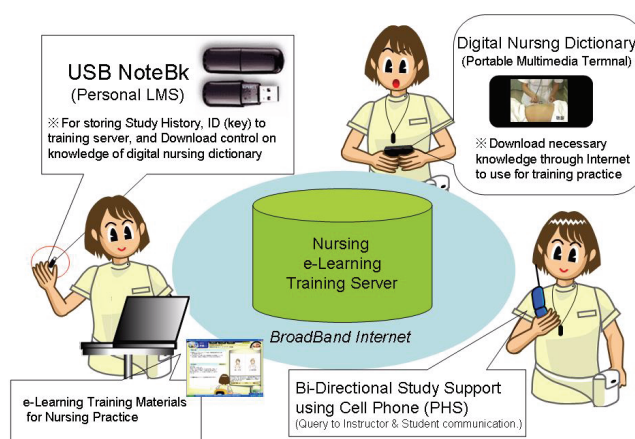 USB NoteBk
(Personal LMS)
※ For storing Study History, ID (key) to
training server, and Download control on
knowledge of digital nursing dictionary
Digital Nursng Dictionary
(Portable Multimedia Termnal)
※ Download necessary
knowledge through Internet
to use for training practice
Nursing
e-Learning
Training Server
BroadBand Internet
e-Learning Training Materials
for Nursing Practice
Bi-Directional Study Support
using Cell Phone (PHS)
(Query to Instructor & Student communication.)